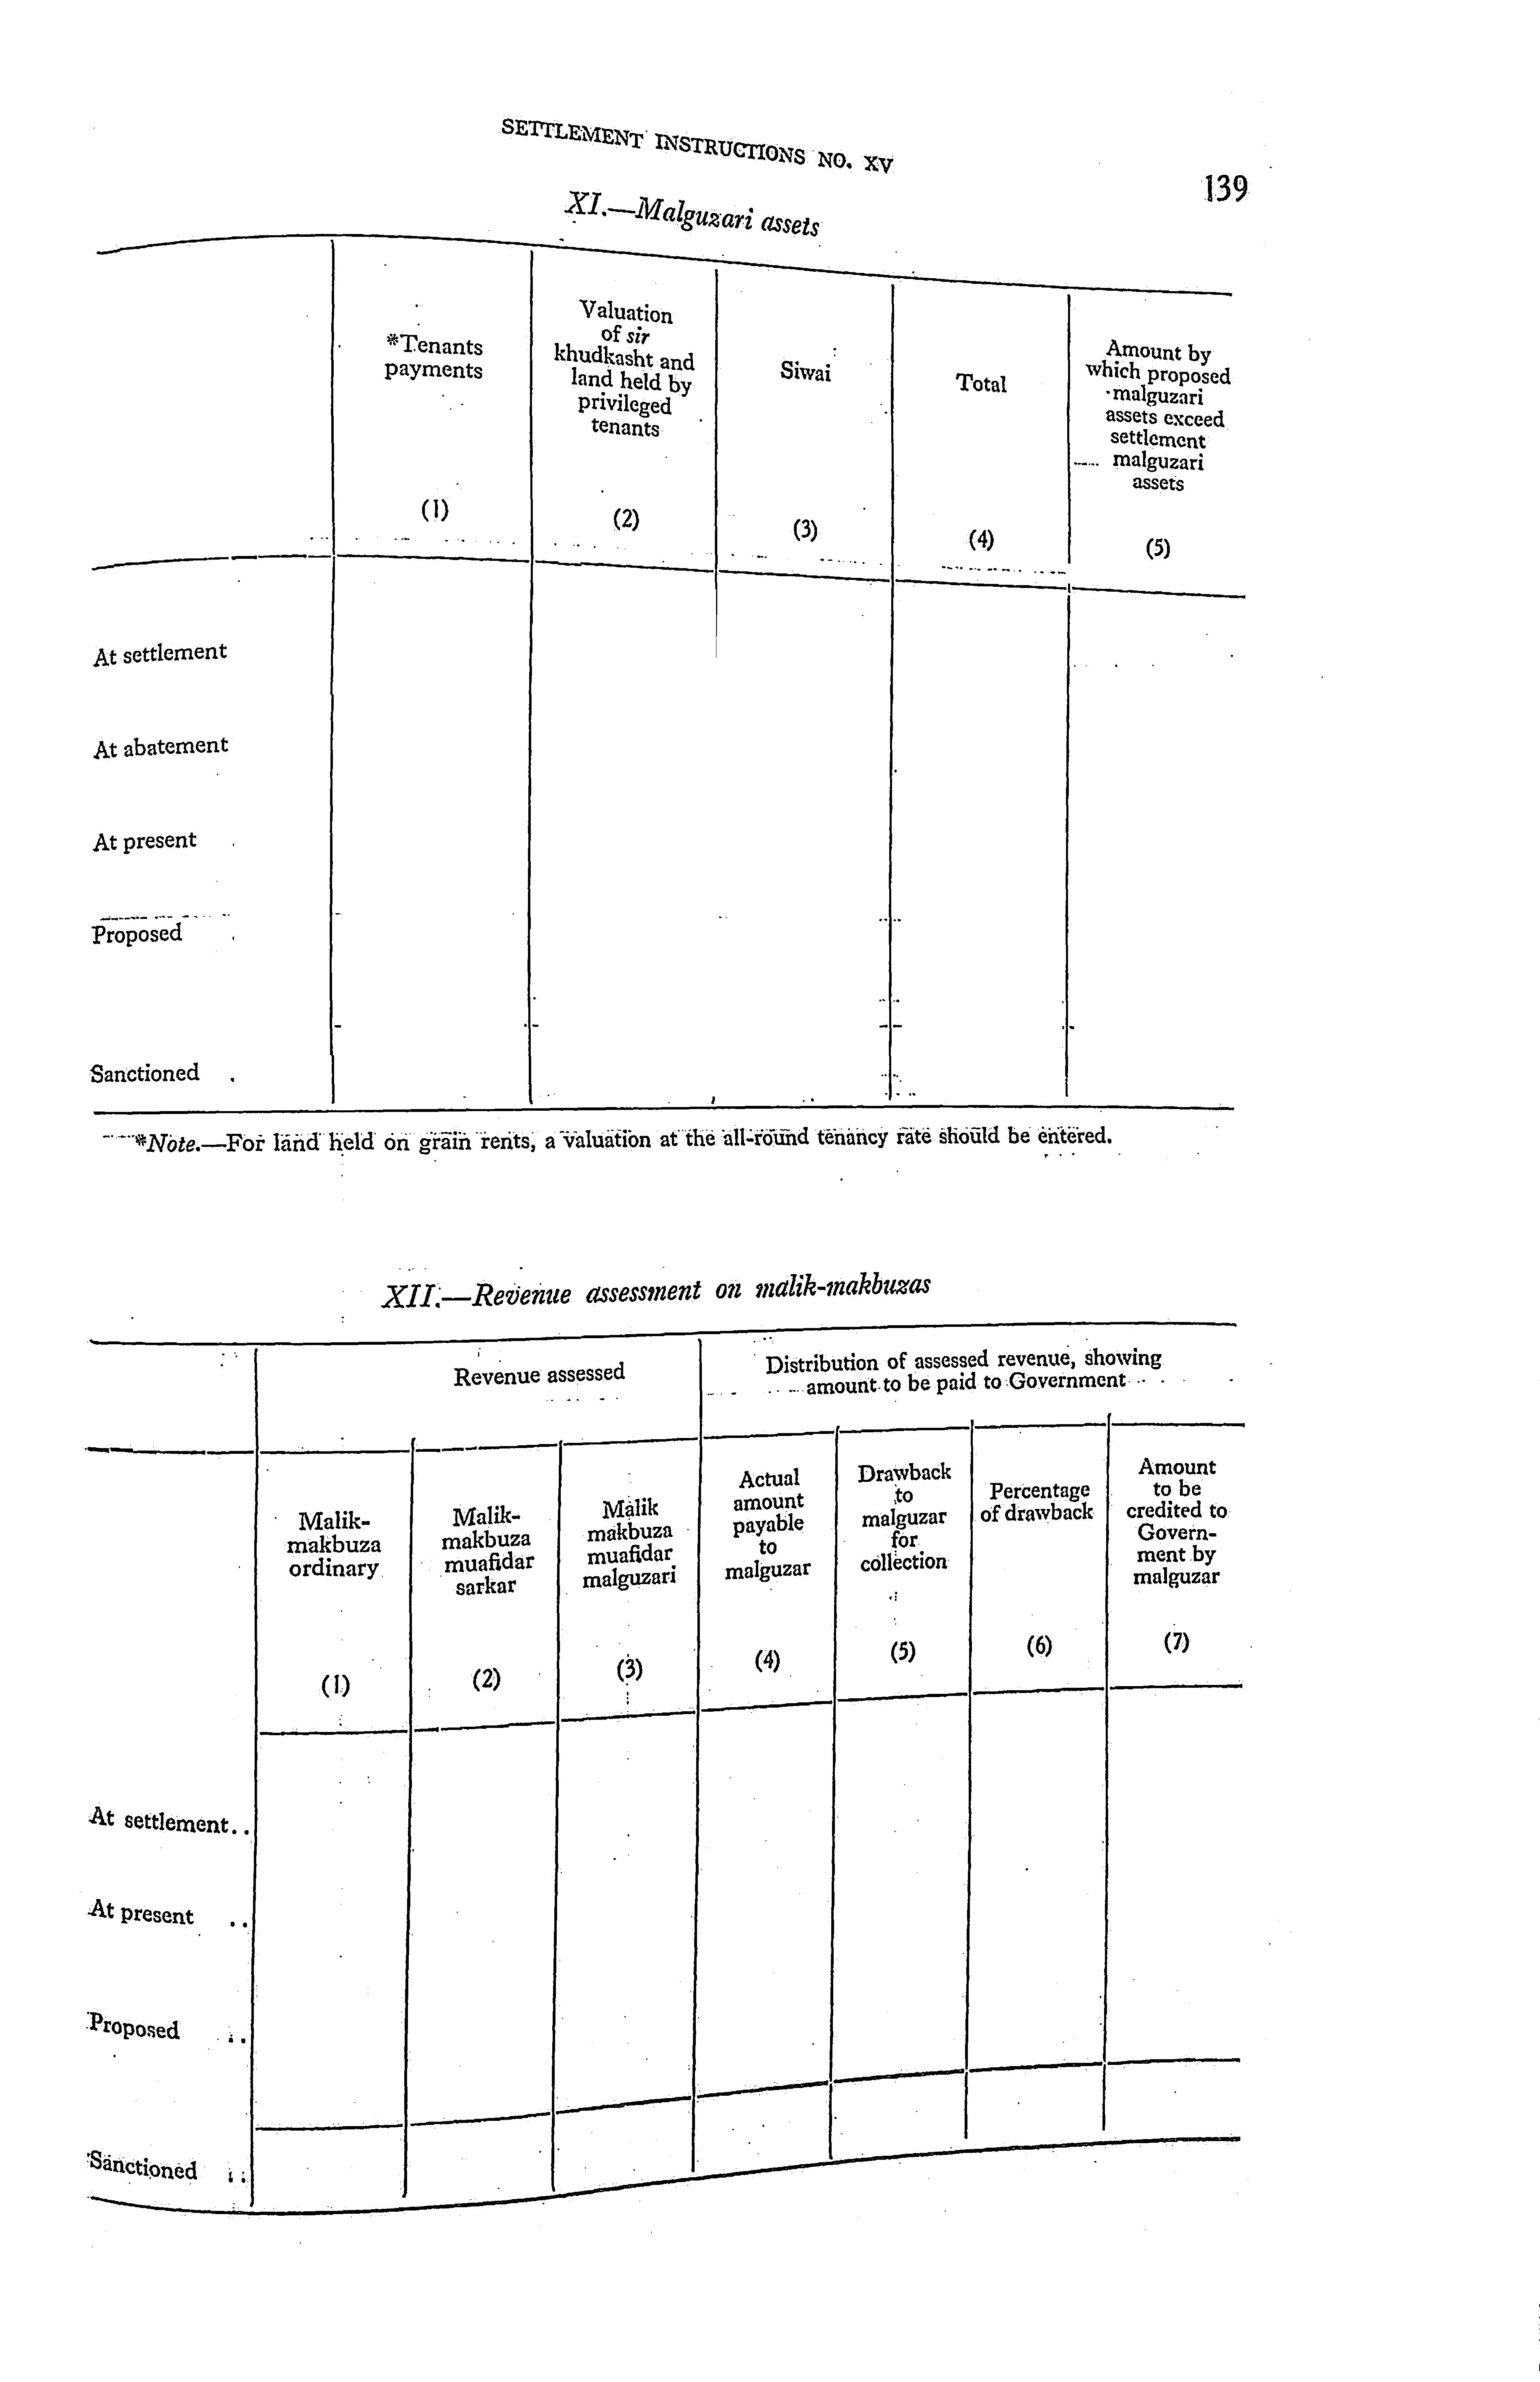 SETTLEMENT INSTRUCTIONS NO. XV
139
XI.—Malguzari assets
*Tenants
payments
(1)
Valuation
of sir
khudkasht and
land held by
privileged
tenants
(2)
Siwai
(3)
Total
(4)
Amount by
which proposed
malguzari
assets exceed
settlement
malguzari
assets
(5)
At settlement
At abatement
At present
Proposed
Sanctioned
*Note.—For land held on grain rents, a valuation at the all-round tenancy rate should be entered.
XII.—Revenue assessment on malik-makbuzas
Revenue assessed
Distribution of assessed revenue, showing
amount to be paid to Government
Malik-
makbuza
ordinary
(1)
Malik-
makbuza
muafidar
sarkar
(2)
Malik
makbuza
muafidar
malguzari
(3)
Actual
amount
payable
to
malguzar
(4)
Drawback
to
malguzar
for
collection
(5)
Percentage
of drawback
(6)
Amount
to be
credited to
Govern-
ment by
malguzar
(7)
At settlement..
At present ..
Proposed ..
Sanctioned ..